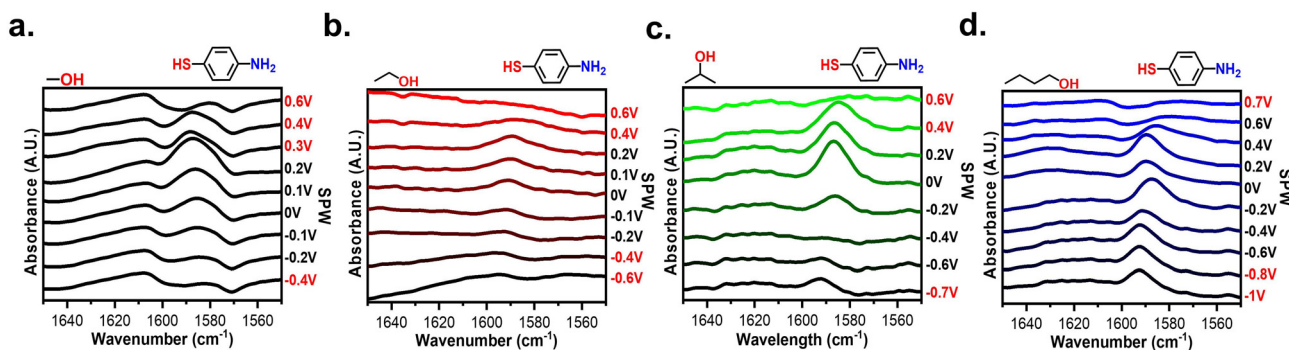 a.
OH
HS NH2
0.6V
0.4V
0.3V
0.2V
0.1V
0V
-0.1V
-0.2V
-0.4V
SPW
Absorbance (A.U.)
1640 1620 1600 1580 1560
Wavenumber (cm-1)
b.
OH
HS NH2
0.6V
0.4V
0.2V
0.1V
0V
-0.1V
-0.2V
-0.4V
-0.6V
SPW
Absorbance (A.U.)
1640 1620 1600 1580 1560
Wavenumber (cm-1)
c.
OH
HS NH2
0.6V
0.4V
0.2V
0V
-0.2V
-0.4V
-0.6V
-0.7V
SPW
Absorbance (A.U.)
1640 1620 1600 1580 1560
Wavelength (cm-1)
d.
OH
HS NH2
0.7V
0.6V
0.4V
0.2V
0V
-0.2V
-0.4V
-0.6V
-0.8V
-1V
SPW
Absorbance (A.U.)
1640 1620 1600 1580 1560
Wavenumber (cm-1)